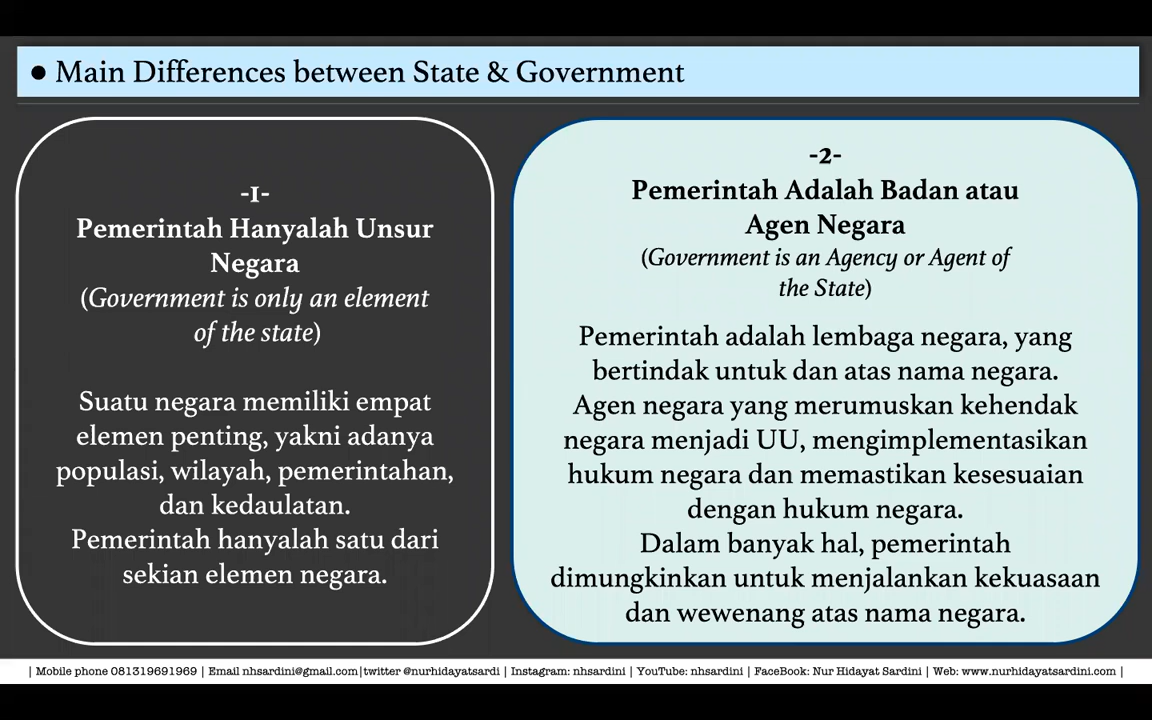 ● Main Differences between State & Government
-1-
Pemerintah Hanyalah Unsur
Negara
(Government is only an element
of the state)
Suatu negara memiliki empat
elemen penting, yakni adanya
populasi, wilayah, pemerintahan,
dan kedaulatan.
Pemerintah hanyalah satu dari
sekian elemen negara.
-2-
Pemerintah Adalah Badan atau
Agen Negara
(Government is an Agency or Agent of
the State)
Pemerintah adalah lembaga negara, yang
bertindak untuk dan atas nama negara.
Agen negara yang merumuskan kehendak
negara menjadi UU, mengimplementasikan
hukum negara dan memastikan kesesuaian
dengan hukum negara.
Dalam banyak hal, pemerintah
dimungkinkan untuk menjalankan kekuasaan
dan wewenang atas nama negara.
| Mobile phone 081319691969 | Email nhsardini@gmail.com|twitter @nurhidayatsardi | Instagram: nhsardini | YouTube: nhsardini | FaceBook: Nur Hidayat Sardini | Web: www.nurhidayatsardini.com |